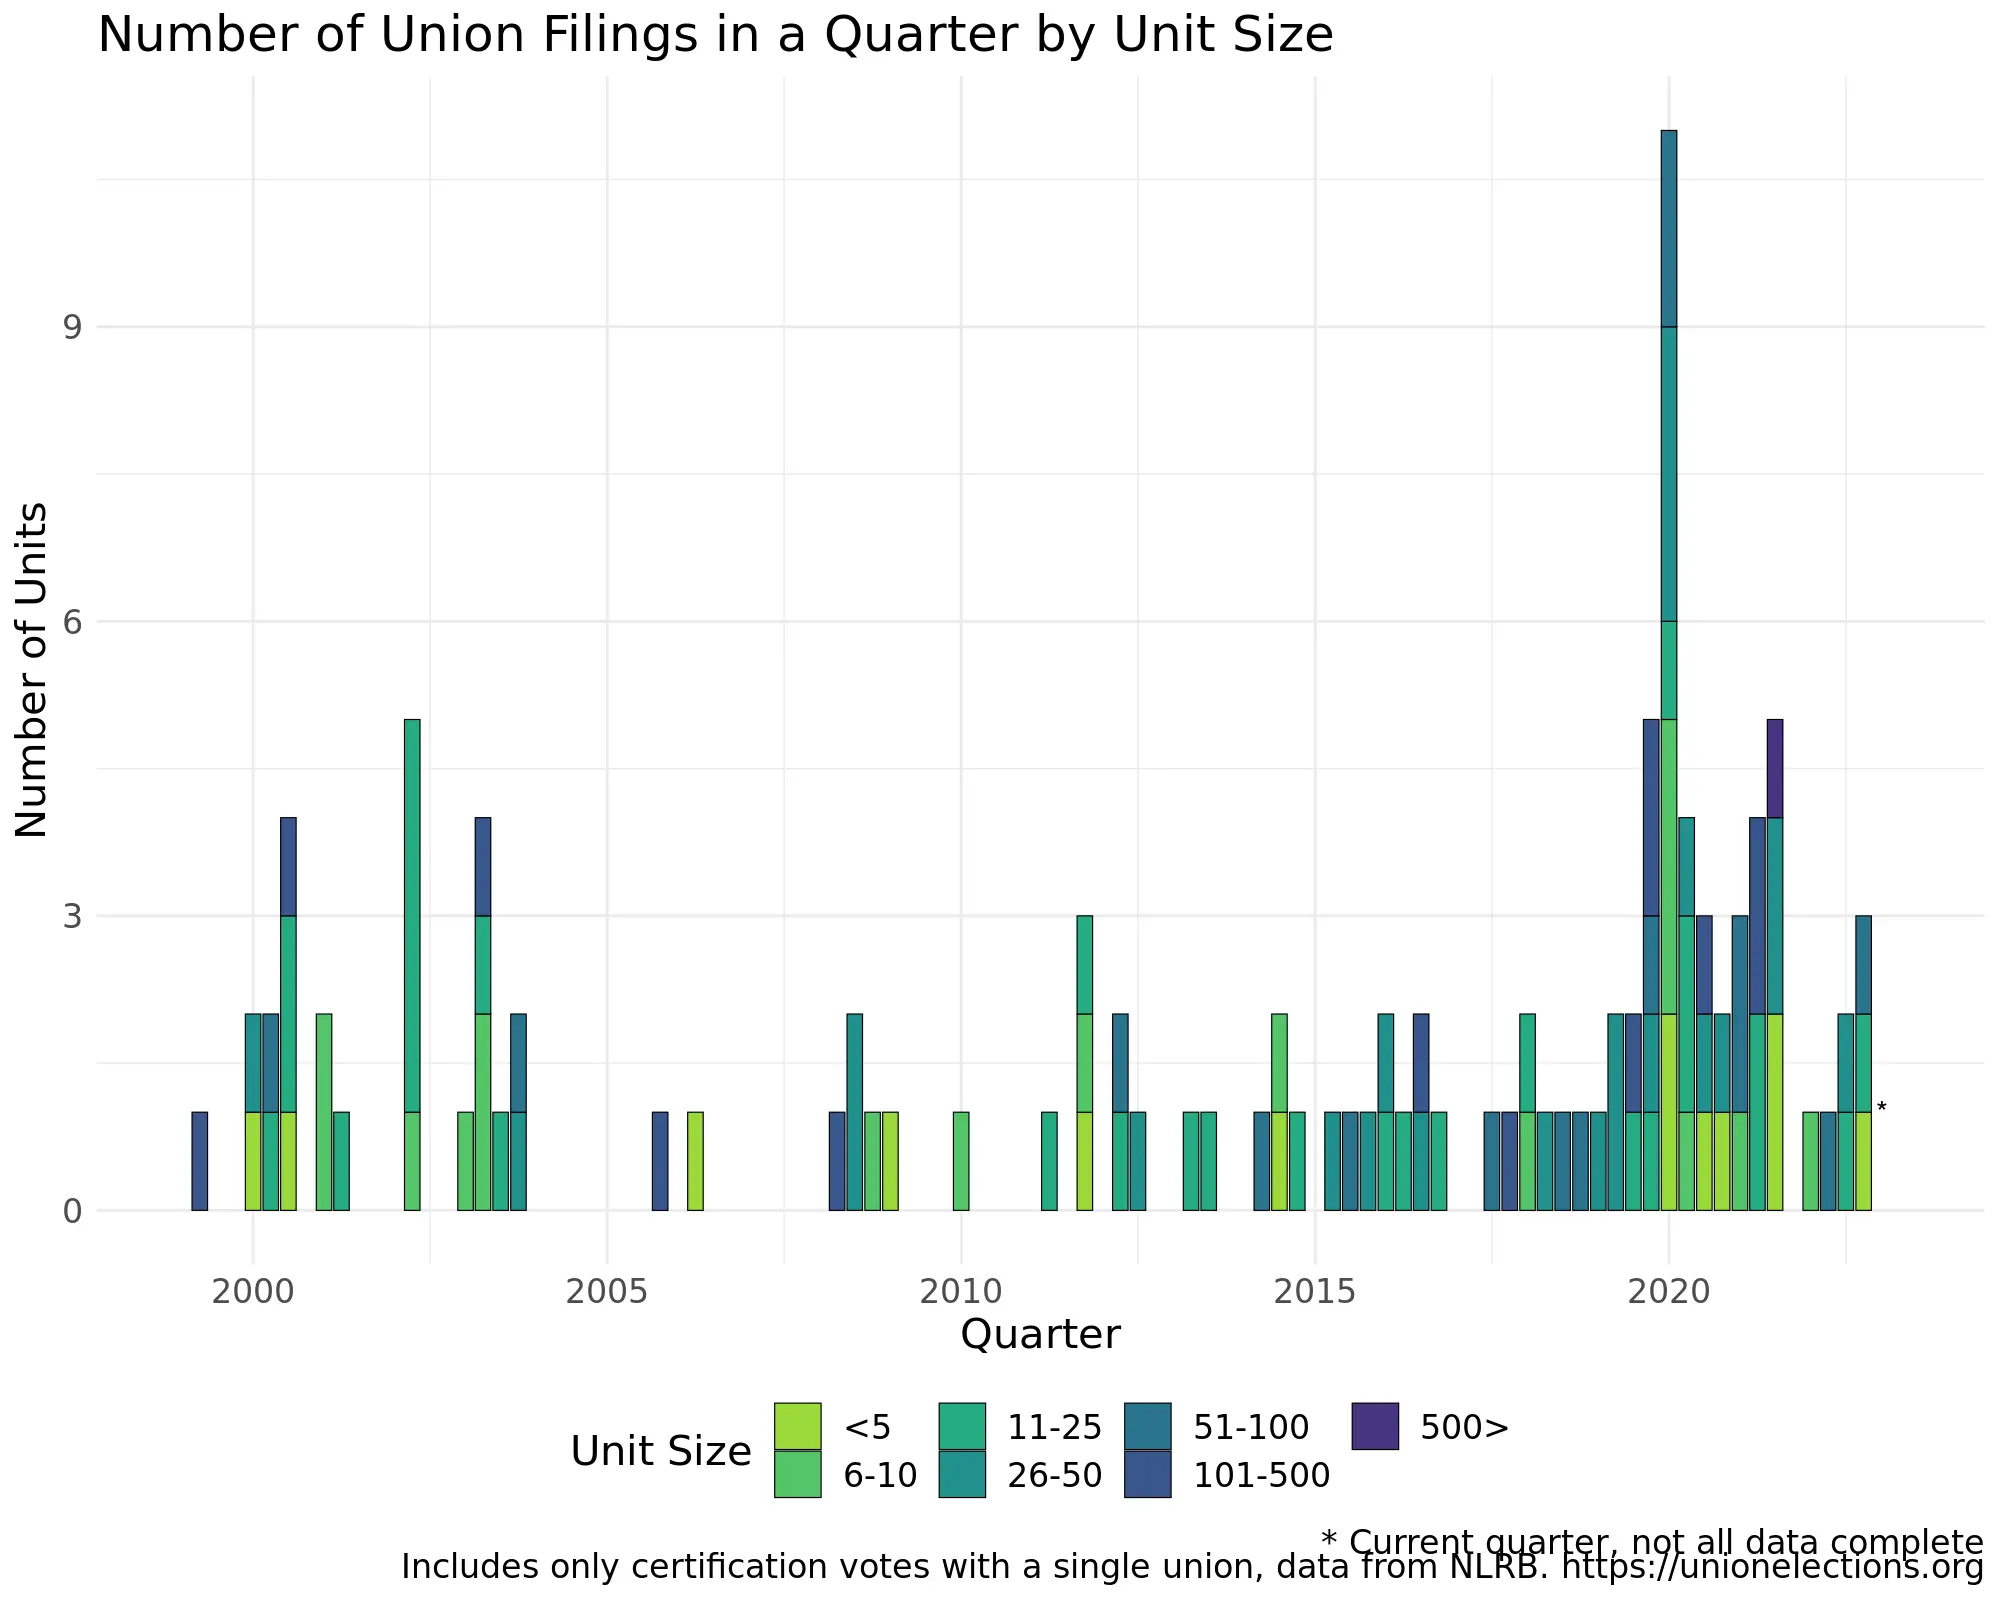 Number of Union Filings in a Quarter by Unit Size
Number of Units
9
6
3
0
*
2000 2005 2010 2015 2020
Quarter
Unit Size
<5 11-25 51-100 500>
6-10 26-50 101-500
* Current quarter, not all data complete
Includes only certification votes with a single union, data from NLRB. https://unionelections.org